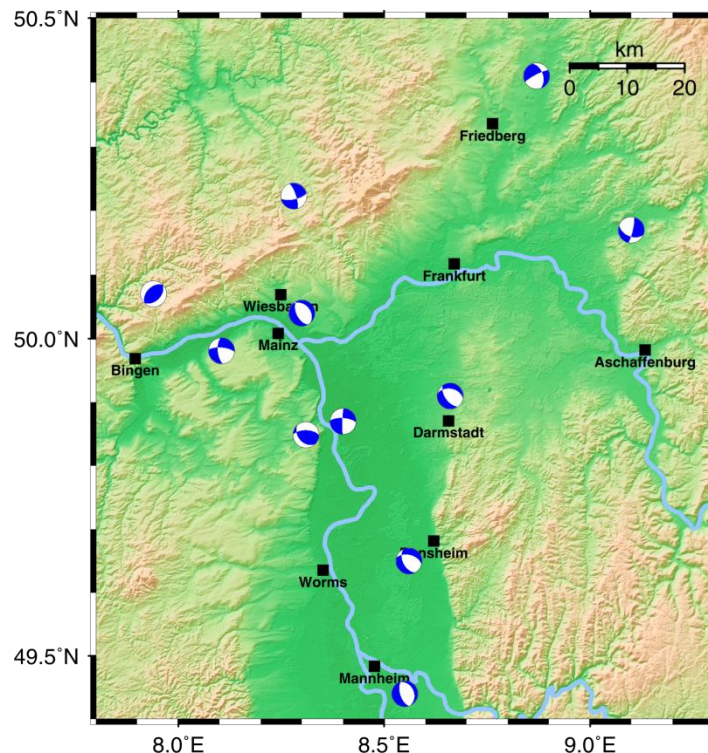 50.5°N
km
0 10 20
Friedberg
Frankfurt
Wiesbaden
50.0°N
Mainz
Bingen
Aschaffenburg
Darmstadt
Worms
49.5°N
Mannheim
8.0°E 8.5°E 9.0°E